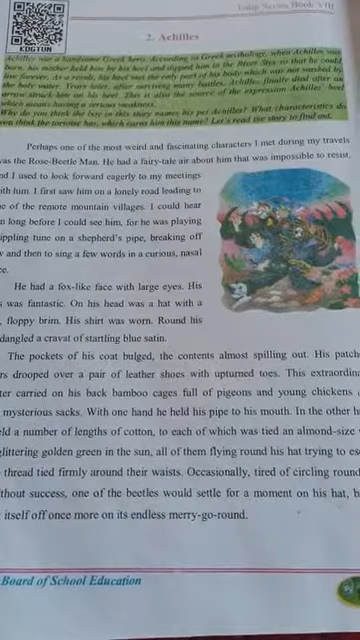 Tulip Series Book VIII
KOGTUN
2. Achilles
Achilles was a handsome Greek hero. According to Greek mythology, when Achilles was
born, his mother held him by his heel and dipped him in the River Styx so that he could
live forever. As a result, his heel was the only part of his body which was not washed by
the body water. Years later, after surviving many battles, Achilles finally died after an
arrow struck him on his heel. This is also the source of the expression Achilles' heel
which means having a serious weakness.
Why do you think the boy in this story names his pet Achilles? What characteristics do
you think the tortoise has, which earns him this name? Let's read the story to find out.
Perhaps one of the most weird and fascinating characters I met during my travels
was the Rose-Beetle Man. He had a fairy-tale air about him that was impossible to resist,
nd I used to look forward eagerly to my meetings
ith him. I first saw him on a lonely road leading to
e of the remote mountain villages. I could hear
m long before I could see him, for he was playing
ippling tune on a shepherd's pipe, breaking off
v and then to sing a few words in a curious, nasal
ce.
He had a fox-like face with large eyes. His
s was fantastic. On his head was a hat with a
, floppy brim. His shirt was worn. Round his
dangled a cravat of startling blue satin.
The pockets of his coat bulged, the contents almost spilling out. His patch
rs drooped over a pair of leather shoes with upturned toes. This extraordina
ter carried on his back bamboo cages full of pigeons and young chickens
mysterious sacks. With one hand he held his pipe to his mouth. In the other h
eld a number of lengths of cotton, to each of which was tied an almond-size
glittering golden green in the sun, all of them flying round his hat trying to es
thread tied firmly around their waists. Occasionally, tired of circling round
thout success, one of the beetles would settle for a moment on his hat, b
itself off once more on its endless merry-go-round.
Board of School Education